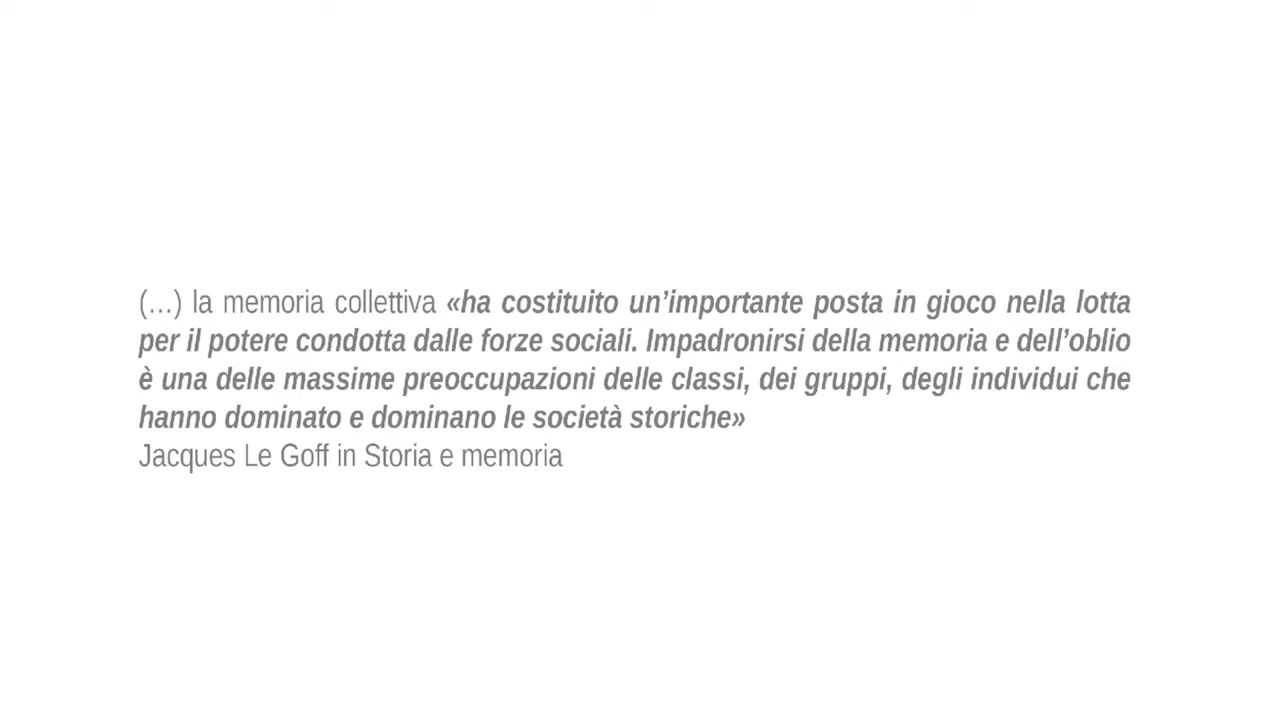 (…) la memoria collettiva «ha costituito un’importante posta in gioco nella lotta
per il potere condotta dalle forze sociali. Impadronirsi della memoria e dell’oblio
è una delle massime preoccupazioni delle classi, dei gruppi, degli individui che
hanno dominato e dominano le società storiche»
Jacques Le Goff in Storia e memoria